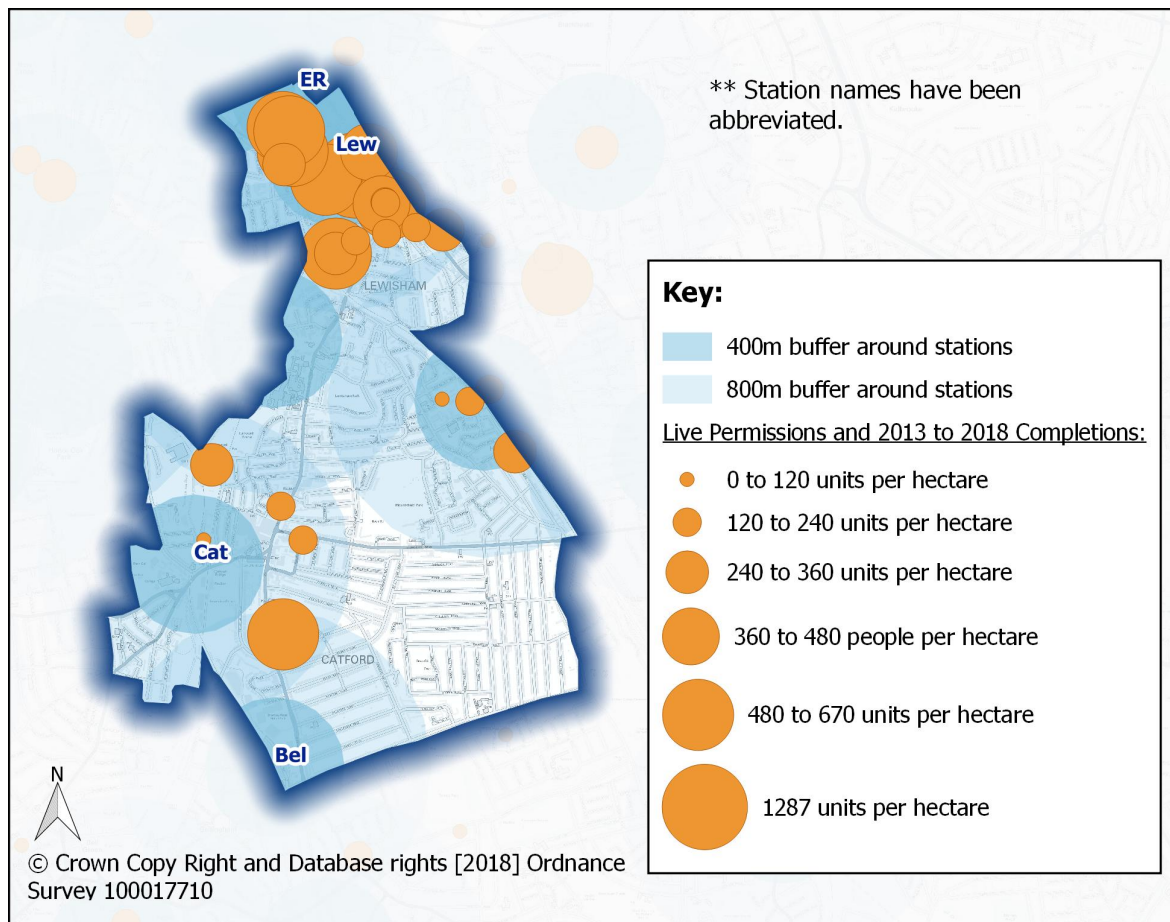 ER
** Station names have been
abbreviated.
Lew
LEWISHAM
Key:
400m buffer around stations
800m buffer around stations
Live Permissions and 2013 to 2018 Completions:
0 to 120 units per hectare
120 to 240 units per hectare
Cat
240 to 360 units per hectare
360 to 480 people per hectare
CATFORD
480 to 670 units per hectare
Bel
N
1287 units per hectare
© Crown Copy Right and Database rights [2018] Ordnance
Survey 100017710